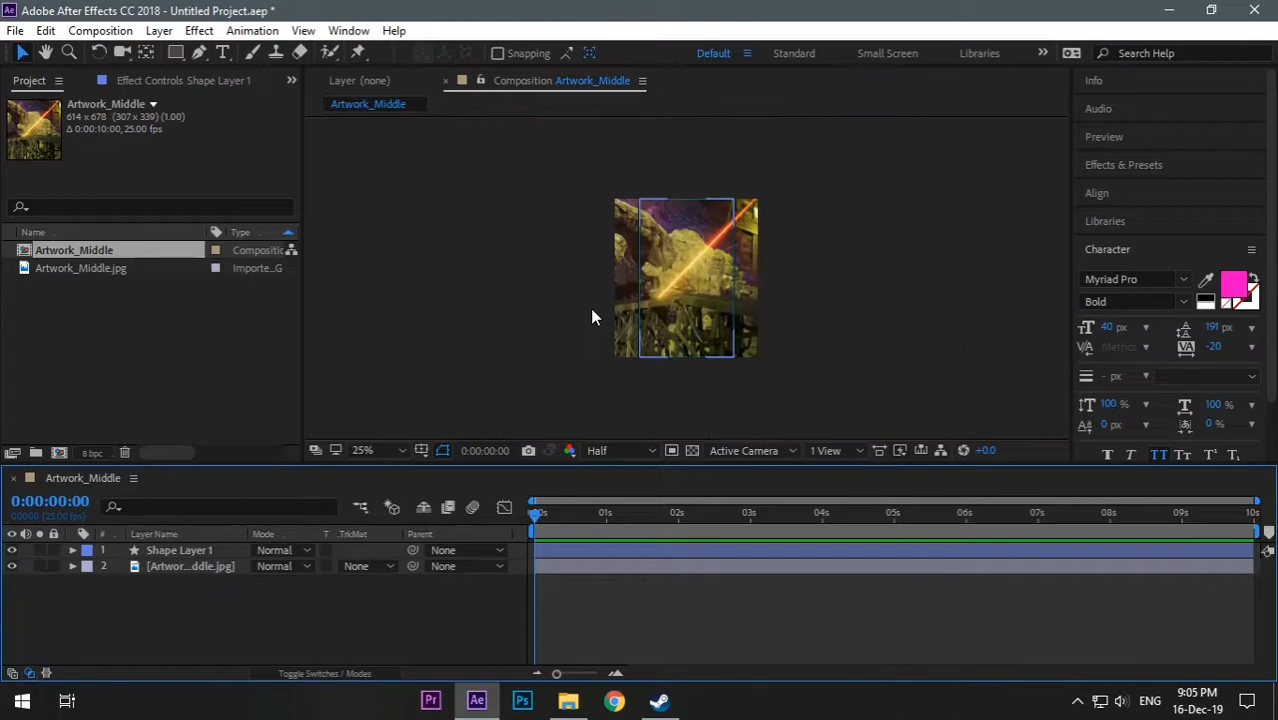 Adobe After Effects CC 2018 - Untitled Project.aep *
File Edit Composition Layer Effect Animation View Window Help
Snapping Default Standard Small Screen Libraries Search Help
Project Effect Controls Shape Layer 1 Layer (none) Composition Artwork_Middle Info
Artwork_Middle
614 x 678 (307 x 339) (1.00)
Δ 0:00:10:00, 25.00 fps
Artwork_Middle
Audio
Preview
Effects & Presets
Align
Libraries
Name Type
Artwork_Middle Compositi
Artwork_Middle.jpg Importe...G
Character
Myriad Pro
Bold
40 px 191 px
Metrics -20
- px
100 % 100 %
0 px 0 %
8 bpc 25% 0:00:00:00 Half Active Camera 1 View +0.0
Artwork_Middle
0:00:00:00
00000 (25.00 fps)
01s 02s 03s 04s 05s 06s 07s 08s 09s 10s
# Layer Name Mode T .TrkMat Parent
1 Shape Layer 1 Normal None
2 [Artwor...ddle.jpg] Normal None None
Toggle Switches / Modes
Pr Ae Ps ENG 9:05 PM
16-Dec-19